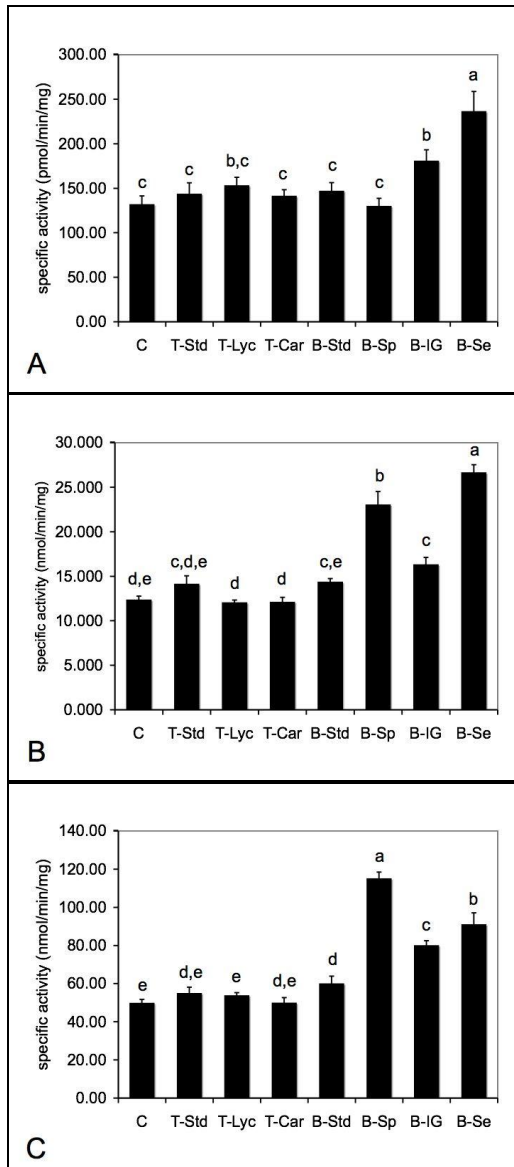 300.00
250.00
200.00
150.00
100.00
50.00
0.00
specific activity (pmol/min/mg)
c c b,c c c c b a
C T-Std T-Lyc T-Car B-Std B-Sp B-IG B-Se
A
30.000
25.000
20.000
15.000
10.000
5.000
0.000
specific activity (nmol/min/mg)
d,e c,d,e d d c,e b c a
C T-Std T-Lyc T-Car B-Std B-Sp B-IG B-Se
B
140.00
120.00
100.00
80.00
60.00
40.00
20.00
0.00
specific activity (nmol/min/mg)
e d,e e d,e d a c b
C T-Std T-Lyc T-Car B-Std B-Sp B-IG B-Se
C